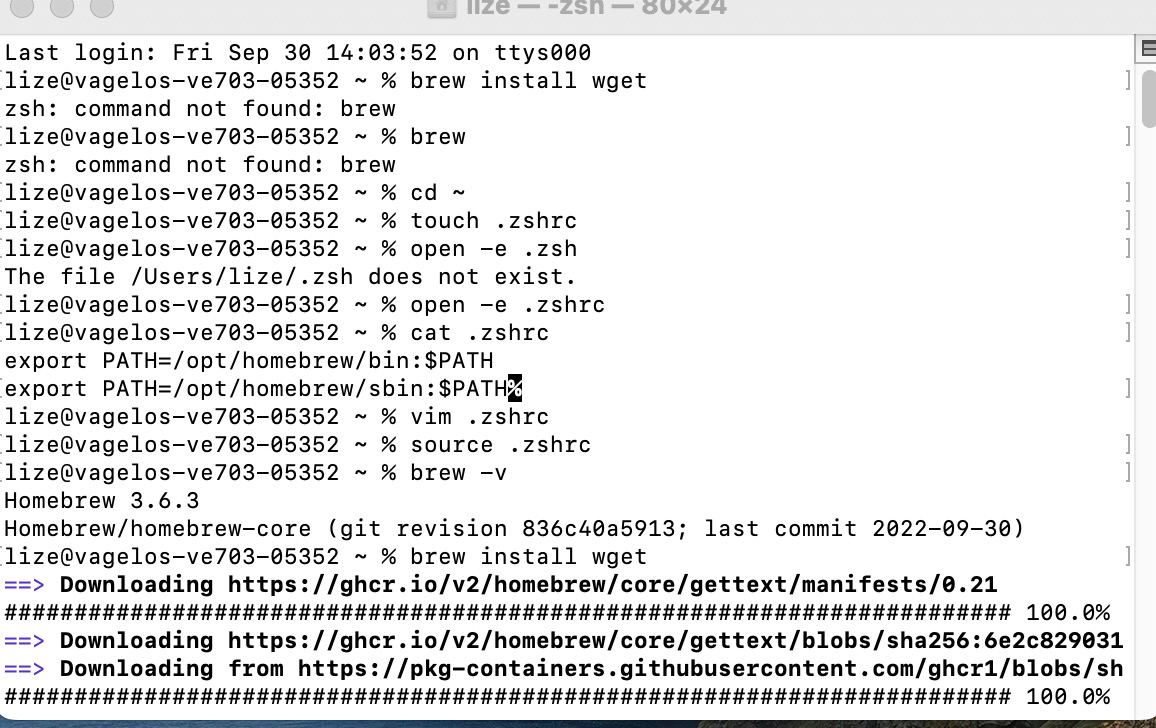 lize — -zsh — 80×24
Last login: Fri Sep 30 14:03:52 on ttys000
[lize@vagelos-ve703-05352 ~ % brew install wget ]
zsh: command not found: brew
[lize@vagelos-ve703-05352 ~ % brew ]
zsh: command not found: brew
[lize@vagelos-ve703-05352 ~ % cd ~ ]
[lize@vagelos-ve703-05352 ~ % touch .zshrc ]
[lize@vagelos-ve703-05352 ~ % open -e .zsh ]
The file /Users/lize/.zsh does not exist.
[lize@vagelos-ve703-05352 ~ % open -e .zshrc ]
[lize@vagelos-ve703-05352 ~ % cat .zshrc ]
export PATH=/opt/homebrew/bin:$PATH
[export PATH=/opt/homebrew/sbin:$PATH% ]
lize@vagelos-ve703-05352 ~ % vim .zshrc
[lize@vagelos-ve703-05352 ~ % source .zshrc ]
[lize@vagelos-ve703-05352 ~ % brew -v ]
Homebrew 3.6.3
Homebrew/homebrew-core (git revision 836c40a5913; last commit 2022-09-30)
[lize@vagelos-ve703-05352 ~ % brew install wget ]
==> Downloading https://ghcr.io/v2/homebrew/core/gettext/manifests/0.21
######################################################################## 100.0%
==> Downloading https://ghcr.io/v2/homebrew/core/gettext/blobs/sha256:6e2c829031
==> Downloading from https://pkg-containers.githubusercontent.com/ghcr1/blobs/sh
######################################################################## 100.0%